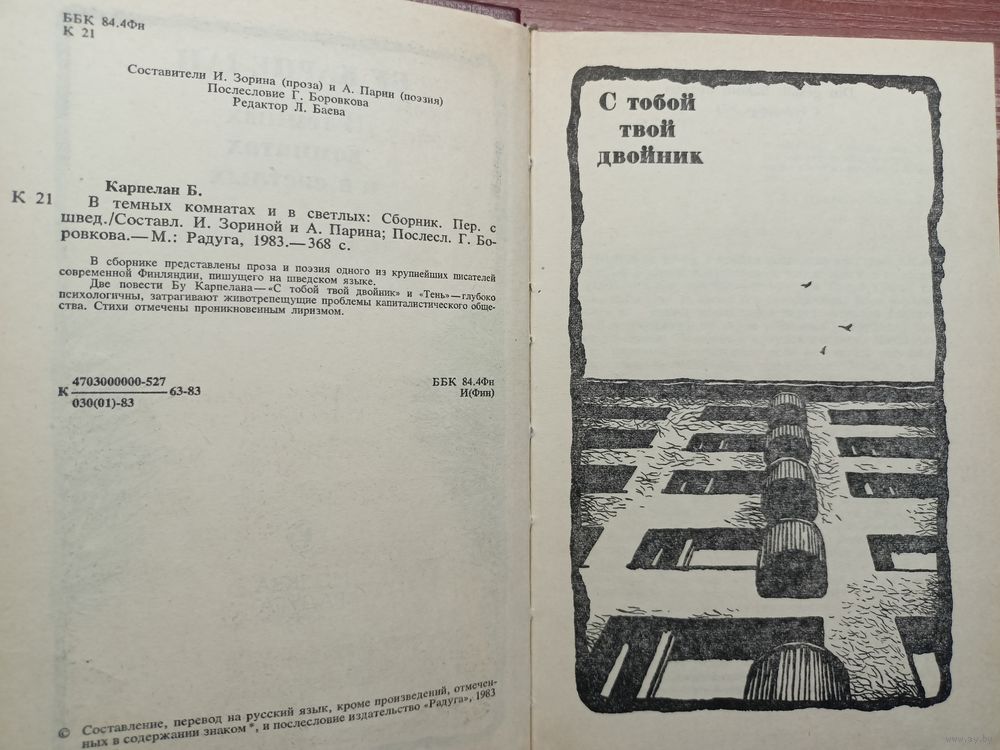 ББК 84.4Фн
К 21
Составители И. Зорина (проза) и А. Парин (поэзия)
Послесловие Г. Боровкова
Редактор Л. Баева
Карпелан Б.
К 21
В темных комнатах и в светлых: Сборник. Пер. с
швед./Составл. И. Зориной и А. Парина; Послесл. Г. Бо-
ровкова.— М.: Радуга, 1983.—368 с.
В сборнике представлены проза и поэзия одного из крупнейших писателей
современной Финляндии, пишущего на шведском языке.
Две повести Бу Карпелана—«С тобой твой двойник» и «Тень»—глубоко
психологичны, затрагивают животрепещущие проблемы капиталистического обще-
ства. Стихи отмечены проникновенным лиризмом.
К 4703000000-527
030(01)-83 63-83
ББК 84.4Фн
И(Фин)
© Составление, перевод на русский язык, кроме произведений, отмечен-
ных в содержании знаком *, и послесловие издательство «Радуга», 1983
С тобой
твой
двойник
www.ay.by